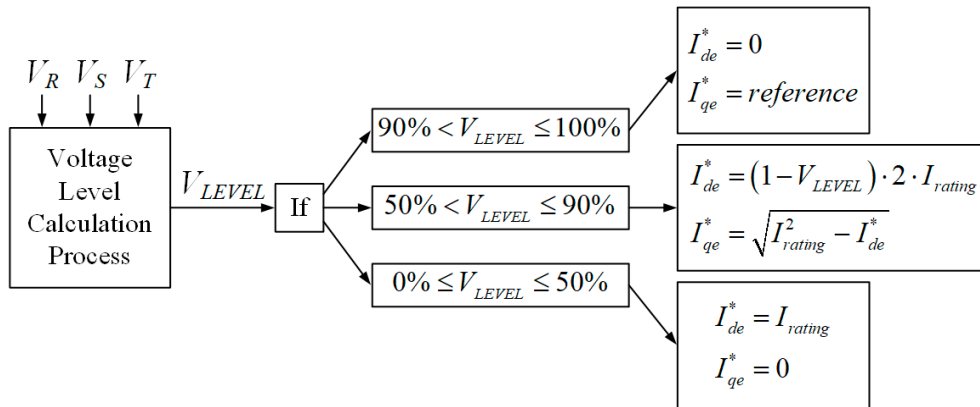 V_R V_S V_T
Voltage
Level
Calculation
Process
V_LEVEL
If
90% < V_LEVEL ≤ 100%
50% < V_LEVEL ≤ 90%
0% ≤ V_LEVEL ≤ 50%
I*_de = 0
I*_qe = reference
I*_de = (1 − V_LEVEL) · 2 · I_rating
I*_qe = √(I²_rating − I*_de)
I*_de = I_rating
I*_qe = 0